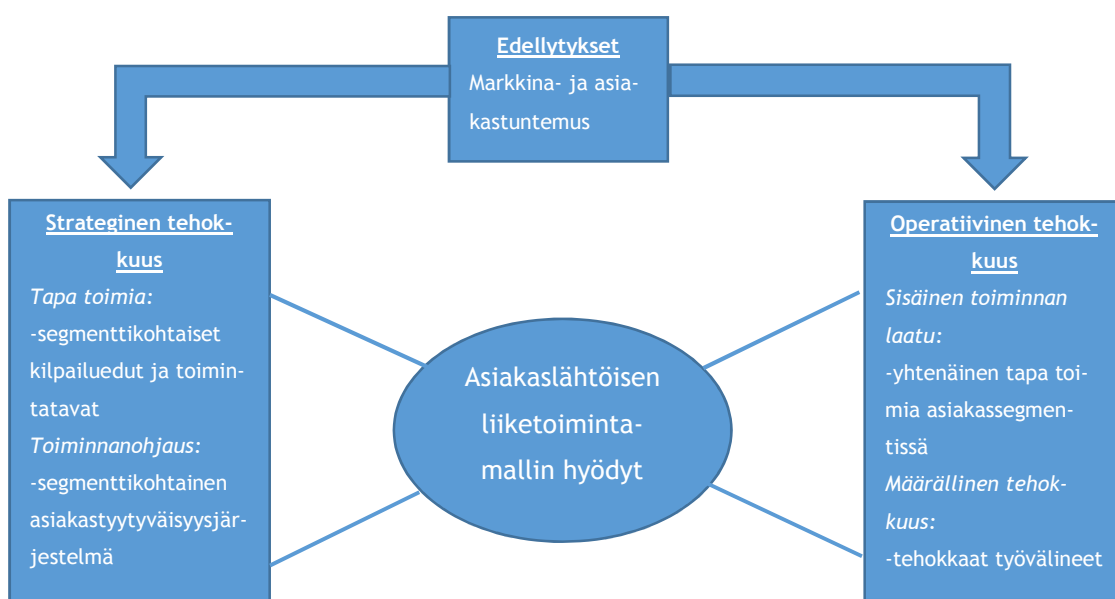 Edellytykset
Markkina- ja asia-
kastuntemus
Strateginen tehok-
kuus
Tapa toimia:
-segmenttikohtaiset
kilpailuedut ja toimin-
tatavat
Toiminnanohjaus:
-segmenttikohtainen
asiakastyytyväisyysjär-
jestelmä
Asiakaslähtöisen
liiketoiminta-
mallin hyödyt
Operatiivinen tehok-
kuus
Sisäinen toiminnan
laatu:
-yhtenäinen tapa toi-
mia asiakassegmen-
tissä
Määrällinen tehok-
kuus:
-tehokkaat työvälineet